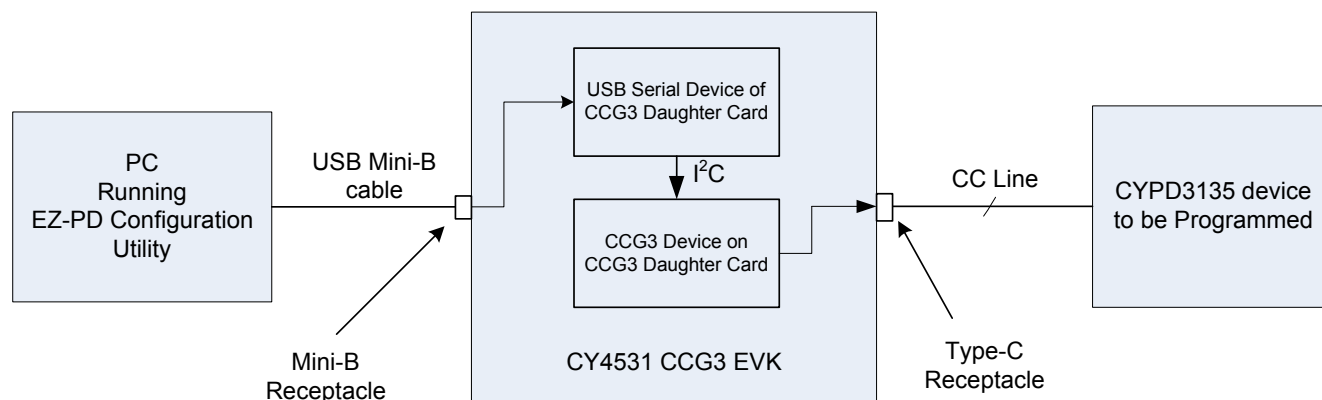 PC
Running
EZ-PD Configuration
Utility
USB Mini-B
cable
Mini-B
Receptacle
USB Serial Device of
CCG3 Daughter Card
I²C
CCG3 Device on
CCG3 Daughter Card
CY4531 CCG3 EVK
CC Line
Type-C
Receptacle
CYPD3135 device
to be Programmed